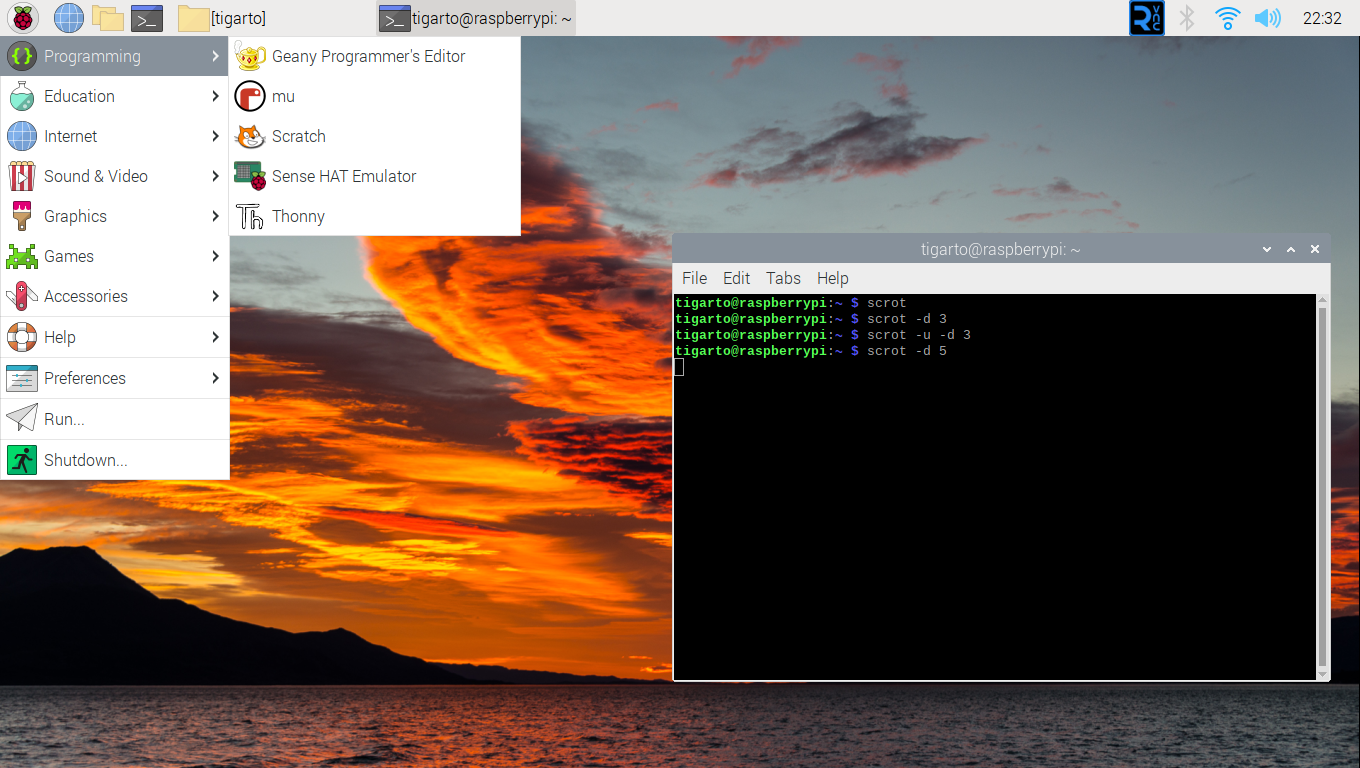 [tigarto]
tigarto@raspberrypi: ~
VNC
22:32
Programming
Education
Internet
Sound & Video
Graphics
Games
Accessories
Help
Preferences
Run...
Shutdown...
Geany Programmer's Editor
mu
Scratch
Sense HAT Emulator
Th Thonny
tigarto@raspberrypi: ~
File Edit Tabs Help
tigarto@raspberrypi:~ $ scrot
tigarto@raspberrypi:~ $ scrot -d 3
tigarto@raspberrypi:~ $ scrot -u -d 3
tigarto@raspberrypi:~ $ scrot -d 5